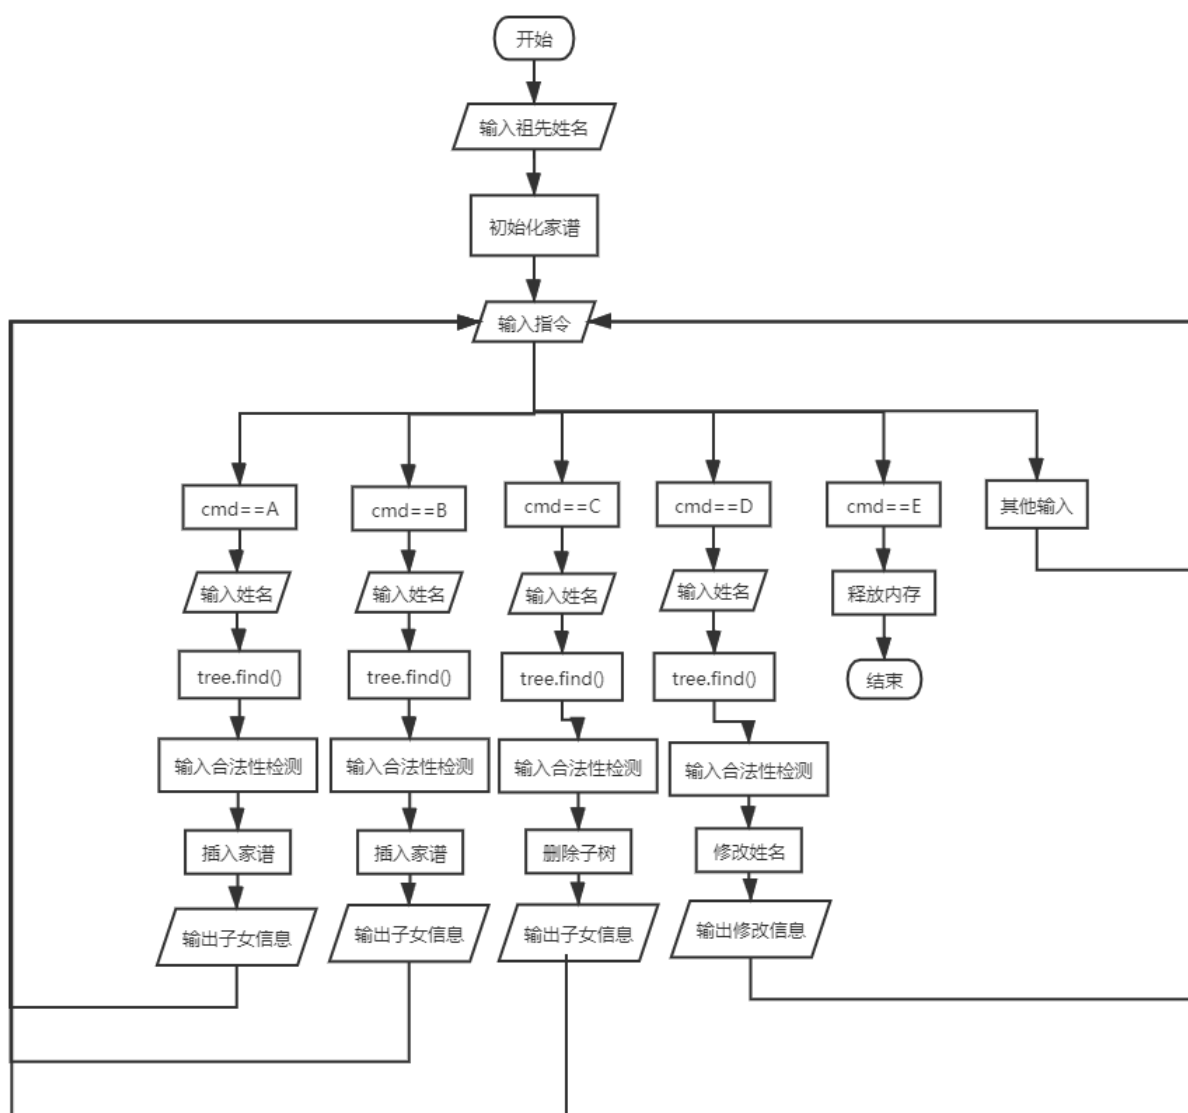 开始
输入祖先姓名
初始化家谱
输入指令
cmd==A
cmd==B
cmd==C
cmd==D
cmd==E
其他输入
输入姓名
输入姓名
输入姓名
输入姓名
释放内存
tree.find()
tree.find()
tree.find()
tree.find()
结束
输入合法性检测
输入合法性检测
输入合法性检测
输入合法性检测
插入家谱
插入家谱
删除子树
修改姓名
输出子女信息
输出子女信息
输出子女信息
输出修改信息